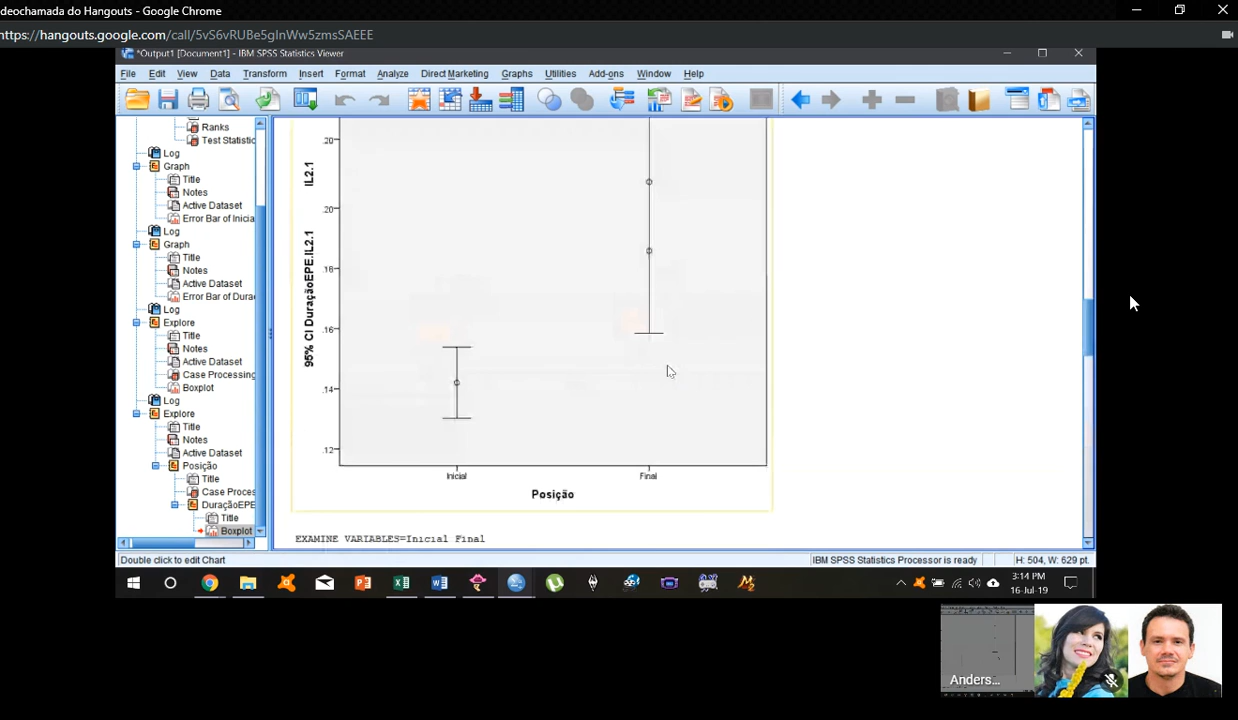 deochamada do Hangouts - Google Chrome
https://hangouts.google.com/call/5vS6vRUBe5gInWw5zmsSAEEE
*Output1 [Document1] - IBM SPSS Statistics Viewer
File Edit View Data Transform Insert Format Analyze Direct Marketing Graphs Utilities Add-ons Window Help
Ranks
Test Statistic
Log
Graph
Title
Notes
Active Dataset
Error Bar of Inicia
Log
Graph
Title
Notes
Active Dataset
Error Bar of Dura
Log
Explore
Title
Notes
Active Dataset
Case Processing
Boxplot
Log
Explore
Title
Notes
Active Dataset
Posição
Title
Case Proces
DuraçãoEPE
Title
Boxplot
95% CI DuraçãoEPE.IL2.1
IL2.1
.20
.20
.18
.16
.14
.12
Inicial
Final
Posição
EXAMINE VARIABLES=Inicial Final
Double click to edit Chart
IBM SPSS Statistics Processor is ready
H: 504, W: 629 pt.
3:14 PM
16-Jul-19
Anders...